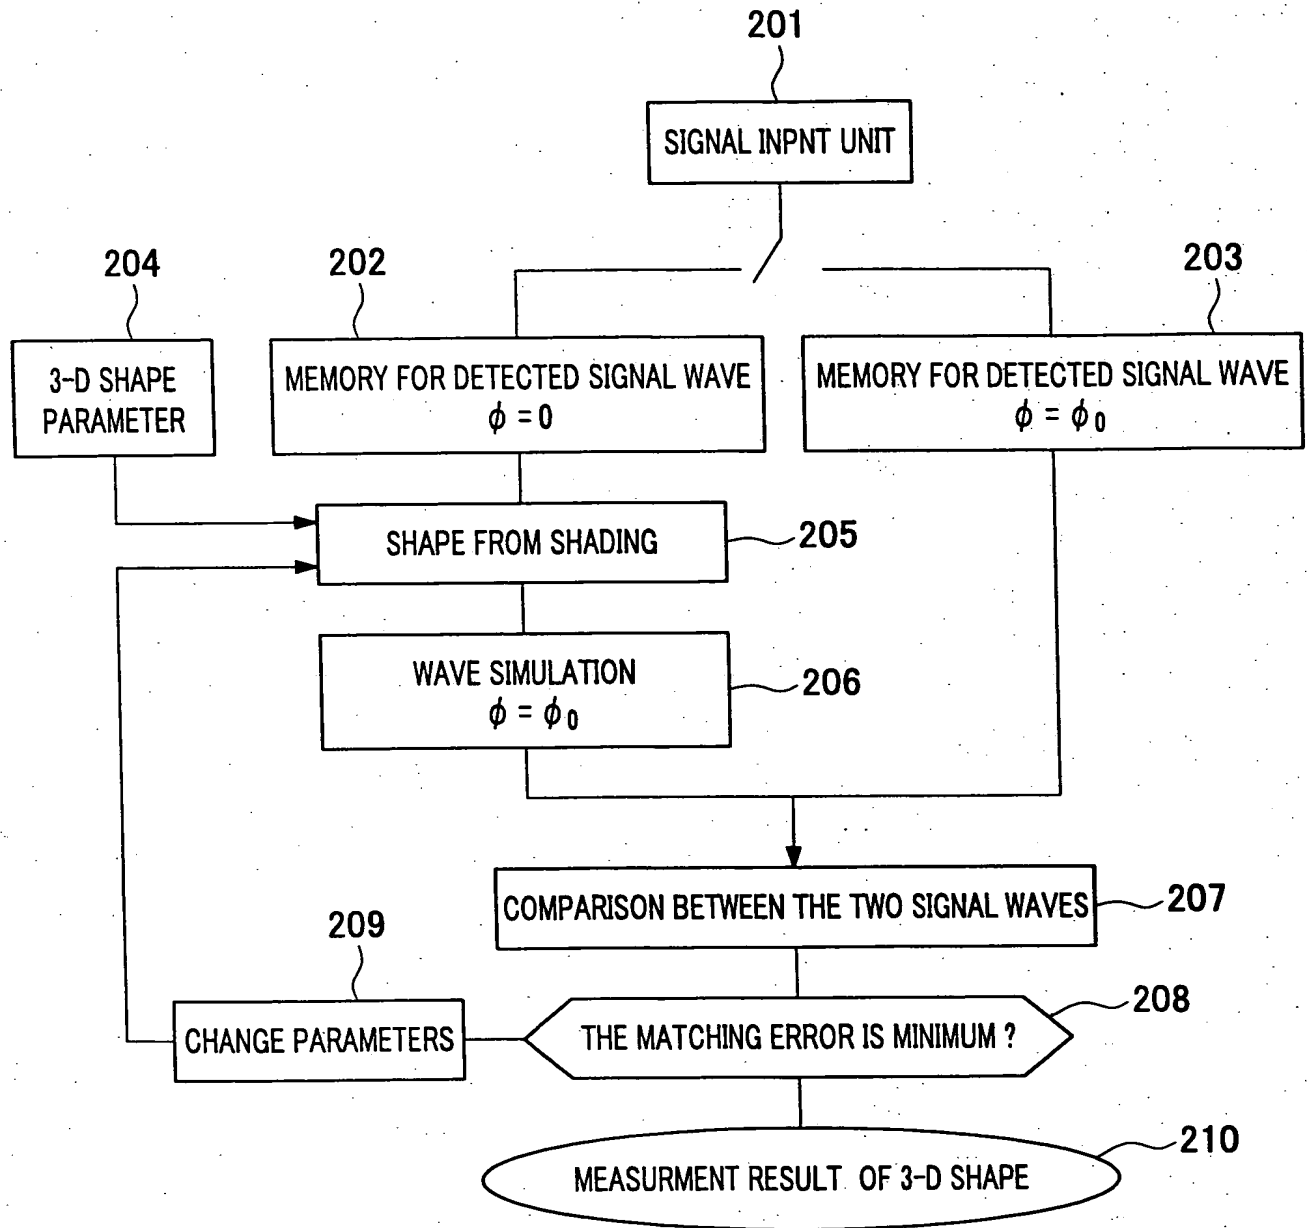 201
SIGNAL INPNT UNIT
204
202
203
3-D SHAPE
PARAMETER
MEMORY FOR DETECTED SIGNAL WAVE
ϕ = 0
MEMORY FOR DETECTED SIGNAL WAVE
ϕ = ϕ0
SHAPE FROM SHADING
205
WAVE SIMULATION
ϕ = ϕ0
206
COMPARISON BETWEEN THE TWO SIGNAL WAVES
207
209
CHANGE PARAMETERS
THE MATCHING ERROR IS MINIMUM ?
208
MEASURMENT RESULT OF 3-D SHAPE
210